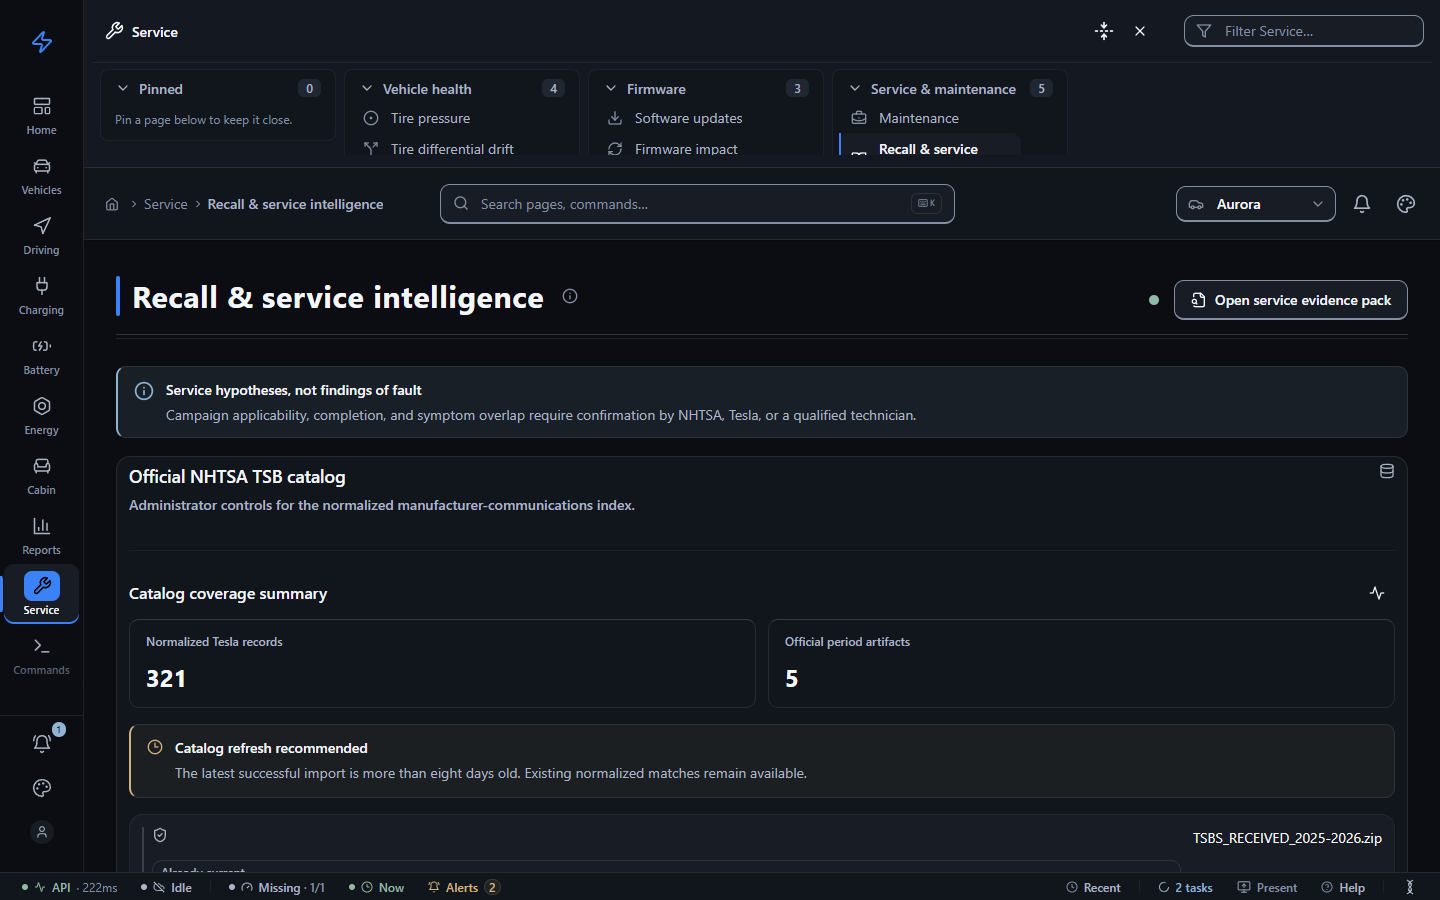 Service
Filter Service...
Pinned
0
Pin a page below to keep it close.
Vehicle health
4
Tire pressure
Tire differential drift
Firmware
3
Software updates
Firmware impact
Service & maintenance
5
Maintenance
Recall & service
Home
Vehicles
Driving
Charging
Battery
Energy
Cabin
Reports
Service
Commands
1
Service
Recall & service intelligence
Search pages, commands...
K
Aurora
Recall & service intelligence
Open service evidence pack
Service hypotheses, not findings of fault
Campaign applicability, completion, and symptom overlap require confirmation by NHTSA, Tesla, or a qualified technician.
Official NHTSA TSB catalog
Administrator controls for the normalized manufacturer-communications index.
Catalog coverage summary
Normalized Tesla records
321
Official period artifacts
5
Catalog refresh recommended
The latest successful import is more than eight days old. Existing normalized matches remain available.
TSBS_RECEIVED_2025-2026.zip
Already current
API · 222ms
Idle
Missing · 1/1
Now
Alerts 2
Recent
2 tasks
Present
Help